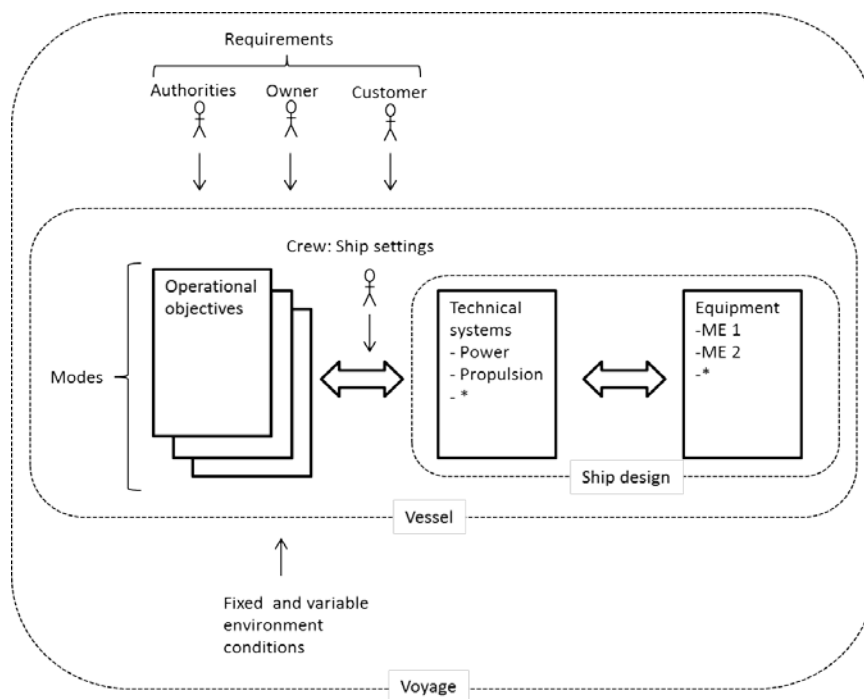 Requirements
Authorities
Owner
Customer
Crew: Ship settings
Modes
Operational
objectives
Technical
systems
- Power
- Propulsion
- *
Equipment
-ME 1
-ME 2
-*
Ship design
Vessel
Fixed and variable
environment
conditions
Voyage